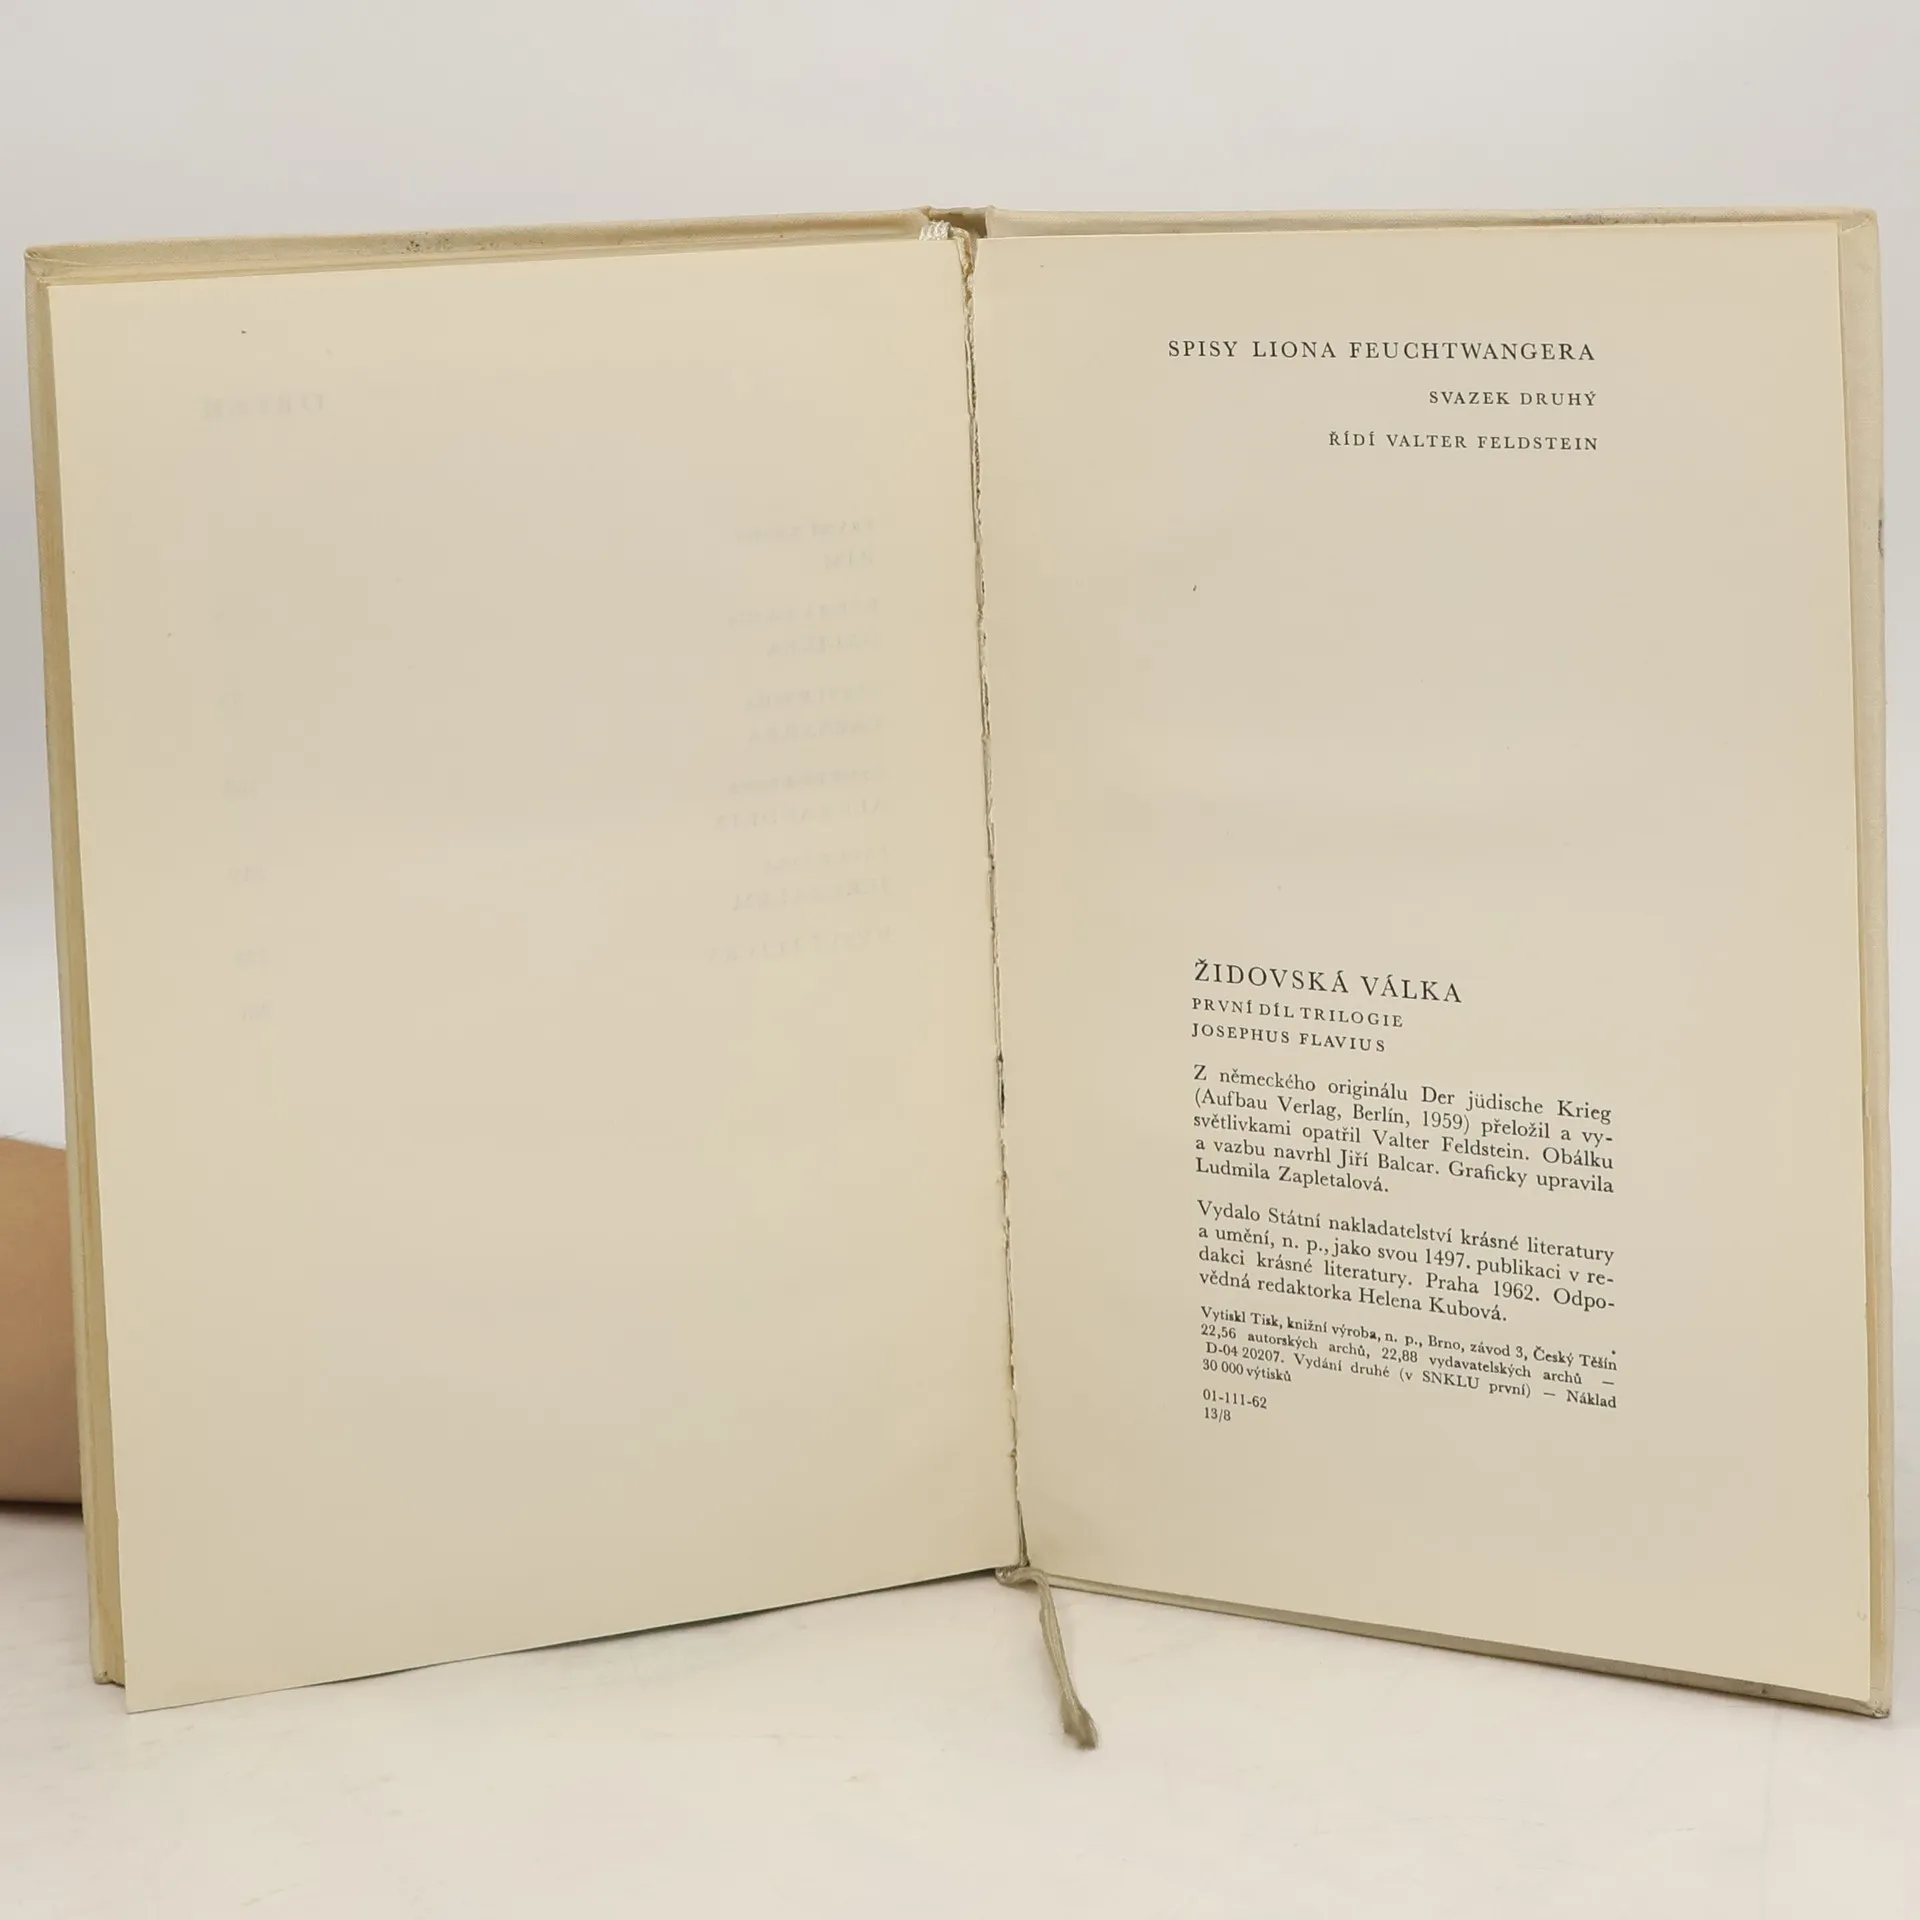 SPISY LIONA FEUCHTWANGERA
SVAZEK DRUHÝ
ŘÍDÍ VALTER FELDSTEIN
ŽIDOVSKÁ VÁLKA
PRVNÍ DÍL TRILOGIE
JOSEPHUS FLAVIUS
Z německého originálu Der jüdische Krieg
(Aufbau Verlag, Berlín, 1959) přeložil a vy-
světlivkami opatřil Valter Feldstein. Obálku
a vazbu navrhl Jiří Balcar. Graficky upravila
Ludmila Zapletalová.
Vydalo Státní nakladatelství krásné literatury
a umění, n. p., jako svou 1497. publikaci v re-
dakci krásné literatury. Praha 1962. Odpo-
vědná redaktorka Helena Kubová.
Vytiskl Tisk, knižní výroba, n. p., Brno, závod 3, Český Těšín
22,56 autorských archů, 22,88 vydavatelských archů —
D-04 20207. Vydání druhé (v SNKLU první) — Náklad
30 000 výtisků
01-111-62
13/8